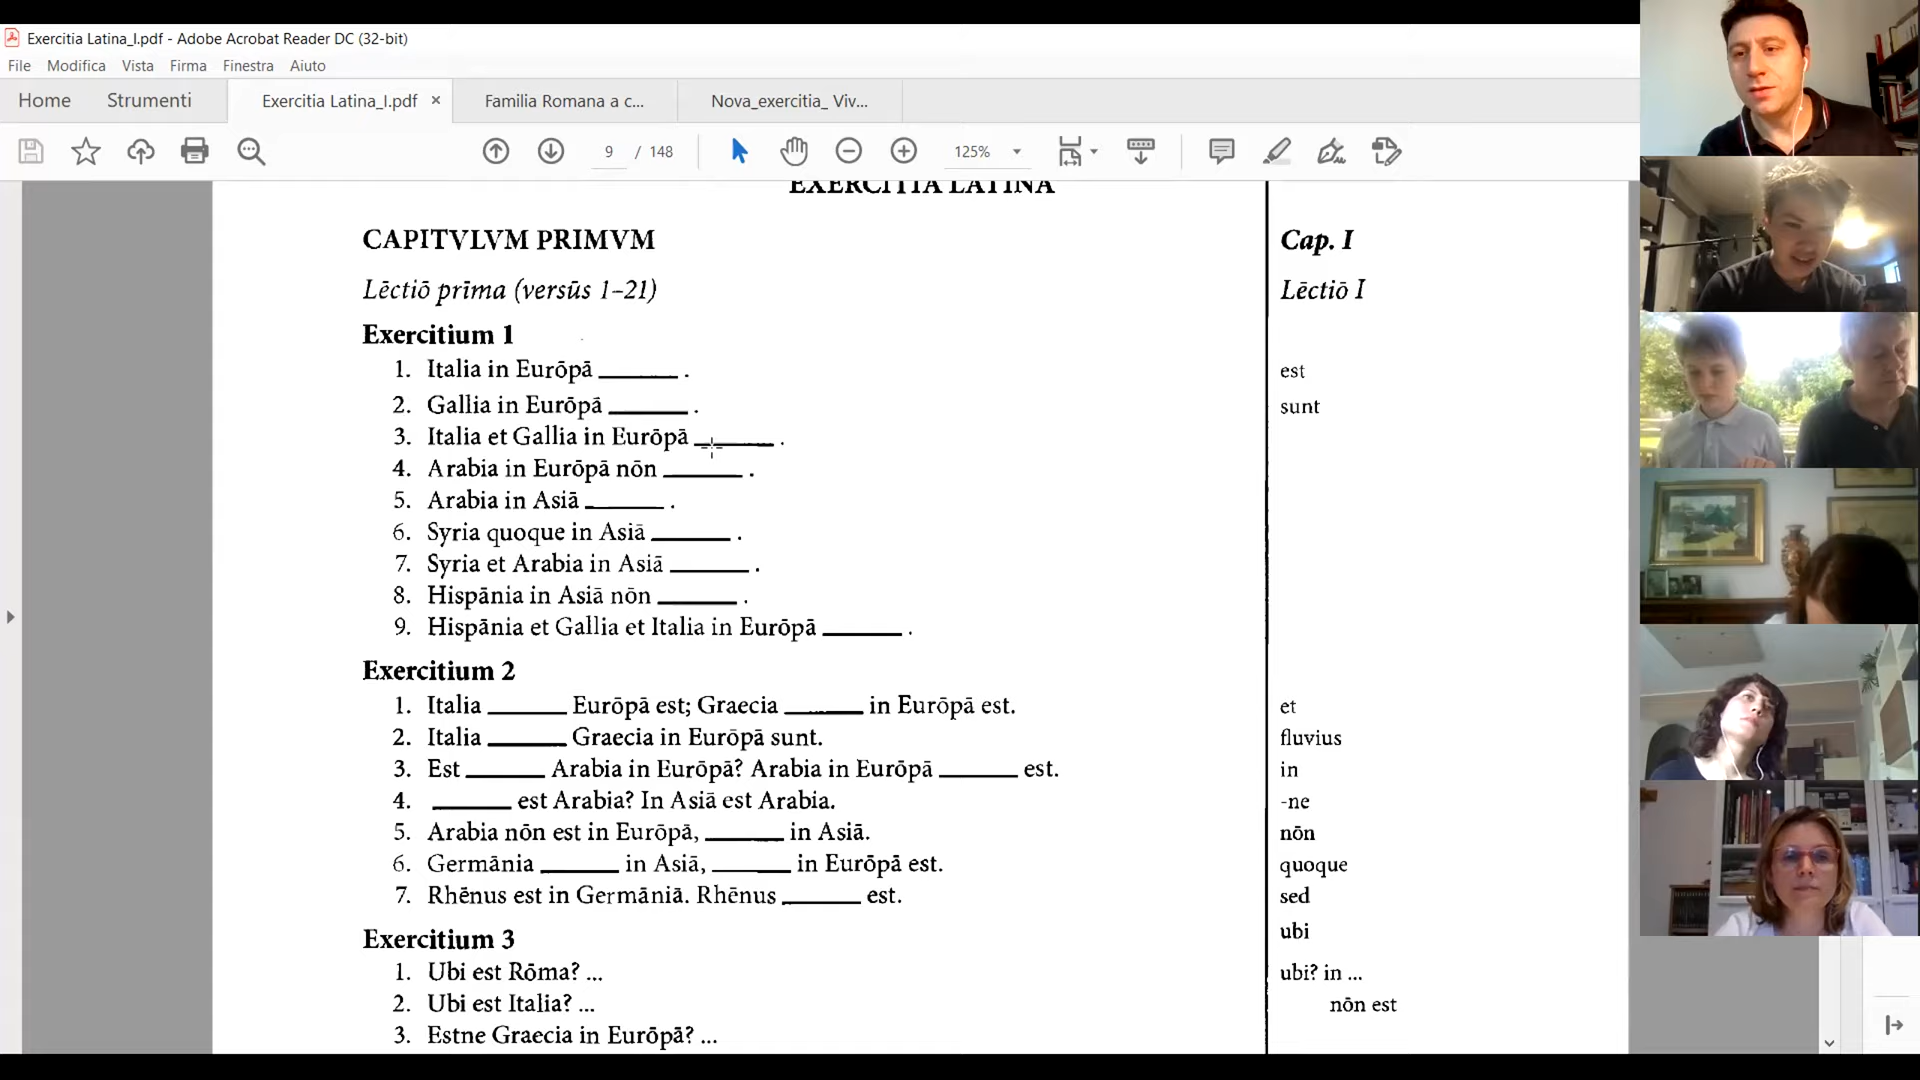 Exercitia Latina_I.pdf - Adobe Acrobat Reader DC (32-bit)
File Modifica Vista Firma Finestra Aiuto
Home Strumenti Exercitia Latina_I.pdf × Familia Romana a c... Nova_exercitia_ Viv...
9 / 148 125%
EXERCITIA LATINA
CAPITVLVM PRIMVM
Cap. I
Lēctiō prīma (versūs 1–21)
Lēctiō I
Exercitium 1
1. Italia in Eurōpā ______ .
est
2. Gallia in Eurōpā ______ .
sunt
3. Italia et Gallia in Eurōpā ______ .
4. Arabia in Eurōpā nōn ______ .
5. Arabia in Asiā ______ .
6. Syria quoque in Asiā ______ .
7. Syria et Arabia in Asiā ______ .
8. Hispānia in Asiā nōn ______ .
9. Hispānia et Gallia et Italia in Eurōpā ______ .
Exercitium 2
1. Italia ______ Eurōpā est; Graecia ______ in Eurōpā est.
et
2. Italia ______ Graecia in Eurōpā sunt.
fluvius
3. Est ______ Arabia in Eurōpā? Arabia in Eurōpā ______ est.
in
4. ______ est Arabia? In Asiā est Arabia.
-ne
5. Arabia nōn est in Eurōpā, ______ in Asiā.
nōn
6. Germānia ______ in Asiā, ______ in Eurōpā est.
quoque
7. Rhēnus est in Germāniā. Rhēnus ______ est.
sed
ubi
Exercitium 3
1. Ubi est Rōma? ...
ubi? in ...
2. Ubi est Italia? ...
nōn est
3. Estne Graecia in Eurōpā? ...